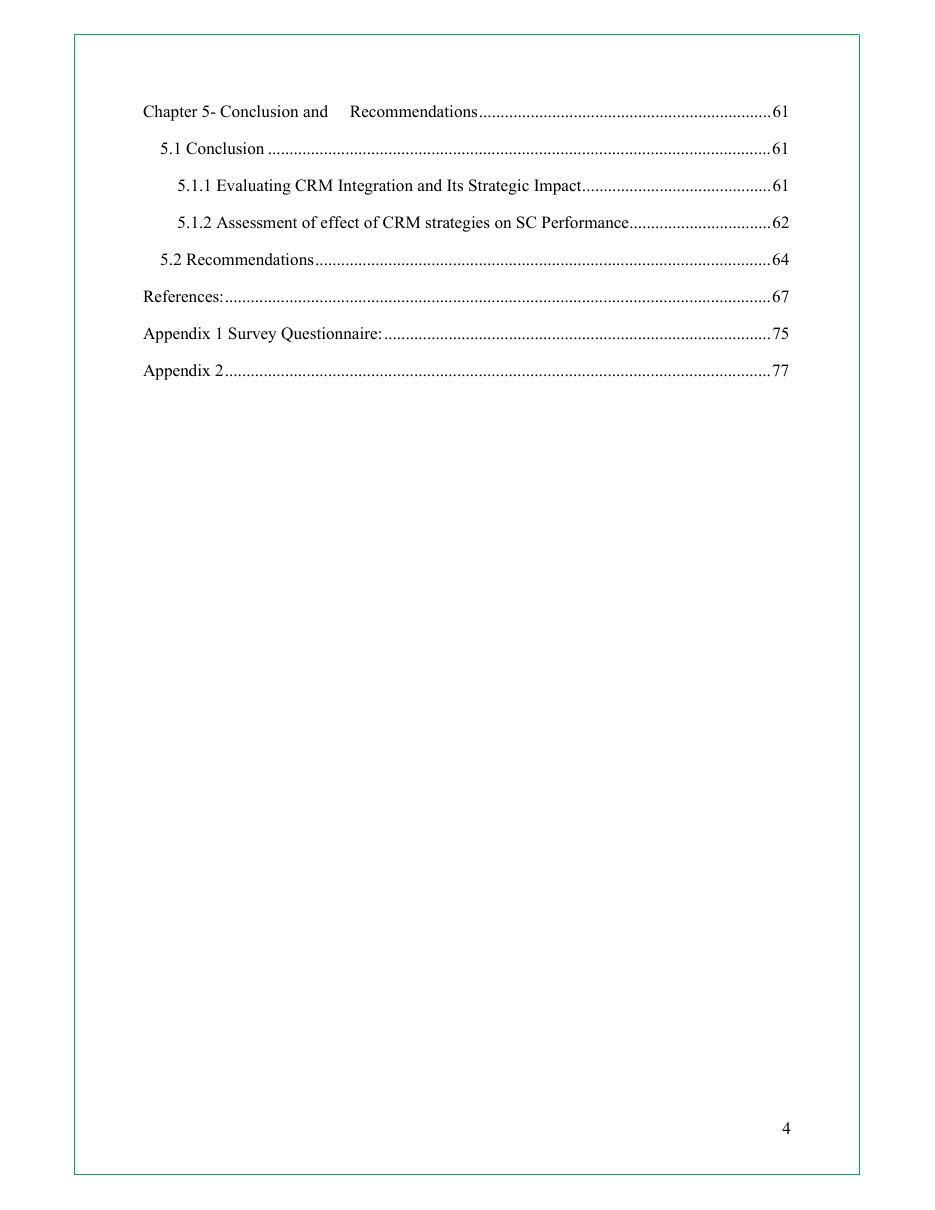 Chapter 5- Conclusion and Recommendations....................................................................61
5.1 Conclusion .....................................................................................................................61
5.1.1 Evaluating CRM Integration and Its Strategic Impact............................................61
5.1.2 Assessment of effect of CRM strategies on SC Performance.................................62
5.2 Recommendations..........................................................................................................64
References:...............................................................................................................................67
Appendix 1 Survey Questionnaire:..........................................................................................75
Appendix 2...............................................................................................................................77
4